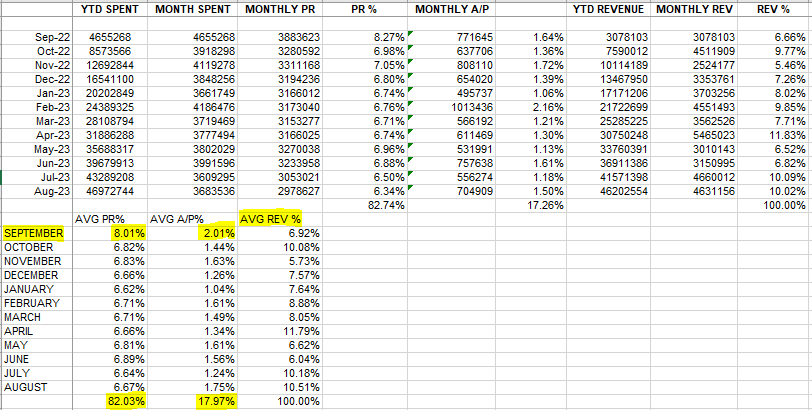 YTD SPENT MONTH SPENT MONTHLY PR PR % MONTHLY A/P YTD REVENUE MONTHLY REV REV %
Sep-22 4655268 4655268 3883623 8.27% 771645 1.64% 3078103 3078103 6.66%
Oct-22 8573566 3918298 3280592 6.98% 637706 1.36% 7590012 4511909 9.77%
Nov-22 12692844 4119278 3311168 7.05% 808110 1.72% 10114189 2524177 5.46%
Dec-22 16541100 3848256 3194236 6.80% 654020 1.39% 13467950 3353761 7.26%
Jan-23 20202849 3661749 3166012 6.74% 495737 1.06% 17171206 3703256 8.02%
Feb-23 24389325 4186476 3173040 6.76% 1013436 2.16% 21722699 4551493 9.85%
Mar-23 28108794 3719469 3153277 6.71% 566192 1.21% 25285225 3562526 7.71%
Apr-23 31886288 3777494 3166025 6.74% 611469 1.30% 30750248 5465023 11.83%
May-23 35688317 3802029 3270038 6.96% 531991 1.13% 33760391 3010143 6.52%
Jun-23 39679913 3991596 3233958 6.88% 757638 1.61% 36911386 3150995 6.82%
Jul-23 43289208 3609295 3053021 6.50% 556274 1.18% 41571398 4660012 10.09%
Aug-23 46972744 3683536 2978627 6.34% 704909 1.50% 46202554 4631156 10.02%
82.74% 17.26% 100.00%
AVG PR% AVG A/P% AVG REV %
SEPTEMBER 8.01% 2.01% 6.92%
OCTOBER 6.82% 1.44% 10.08%
NOVEMBER 6.83% 1.63% 5.73%
DECEMBER 6.66% 1.26% 7.57%
JANUARY 6.62% 1.04% 7.64%
FEBRUARY 6.71% 1.61% 8.88%
MARCH 6.71% 1.49% 8.05%
APRIL 6.66% 1.34% 11.79%
MAY 6.81% 1.61% 6.62%
JUNE 6.89% 1.56% 6.04%
JULY 6.64% 1.24% 10.18%
AUGUST 6.67% 1.75% 10.51%
82.03% 17.97% 100.00%